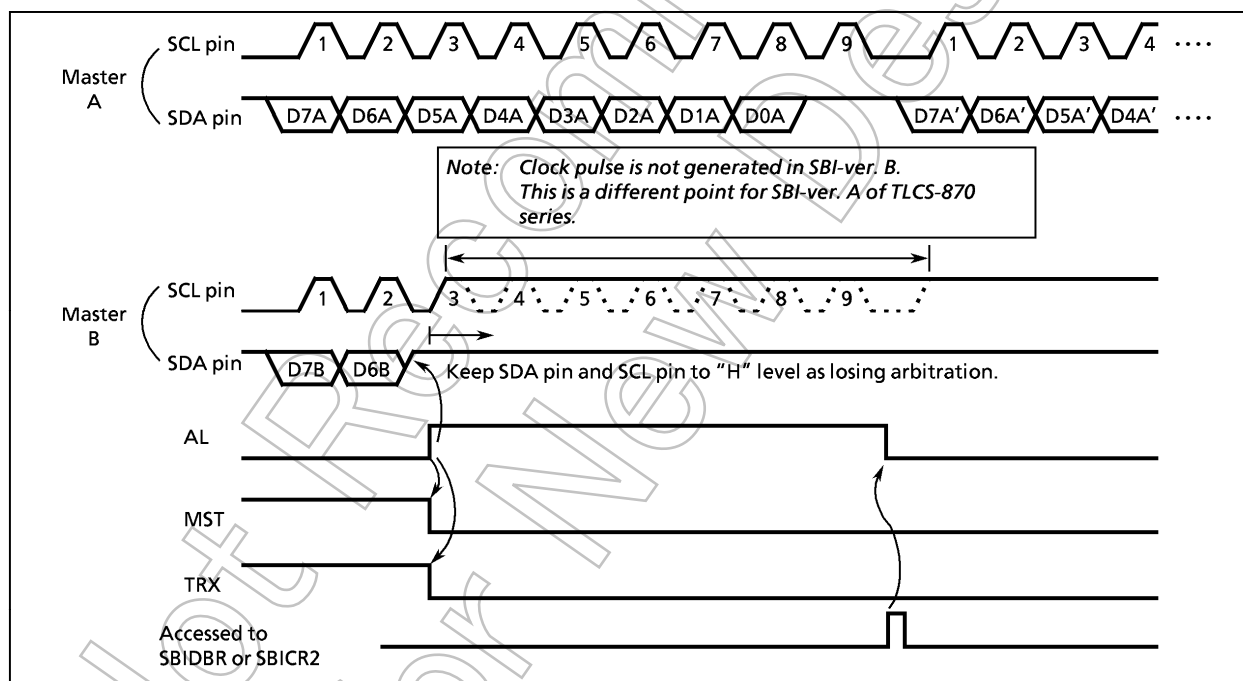 SCL pin 1 2 3 4 5 6 7 8 9 1 2 3 4 ····
Master
A
SDA pin D7A D6A D5A D4A D3A D2A D1A D0A D7A' D6A' D5A' D4A' ····
Note: Clock pulse is not generated in SBI-ver. B.
This is a different point for SBI-ver. A of TLCS-870
series.
SCL pin 1 2 3 4 5 6 7 8 9
Master
B
SDA pin D7B D6B
Keep SDA pin and SCL pin to “H” level as losing arbitration.
AL
MST
TRX
Accessed to
SBIDBR or SBICR2